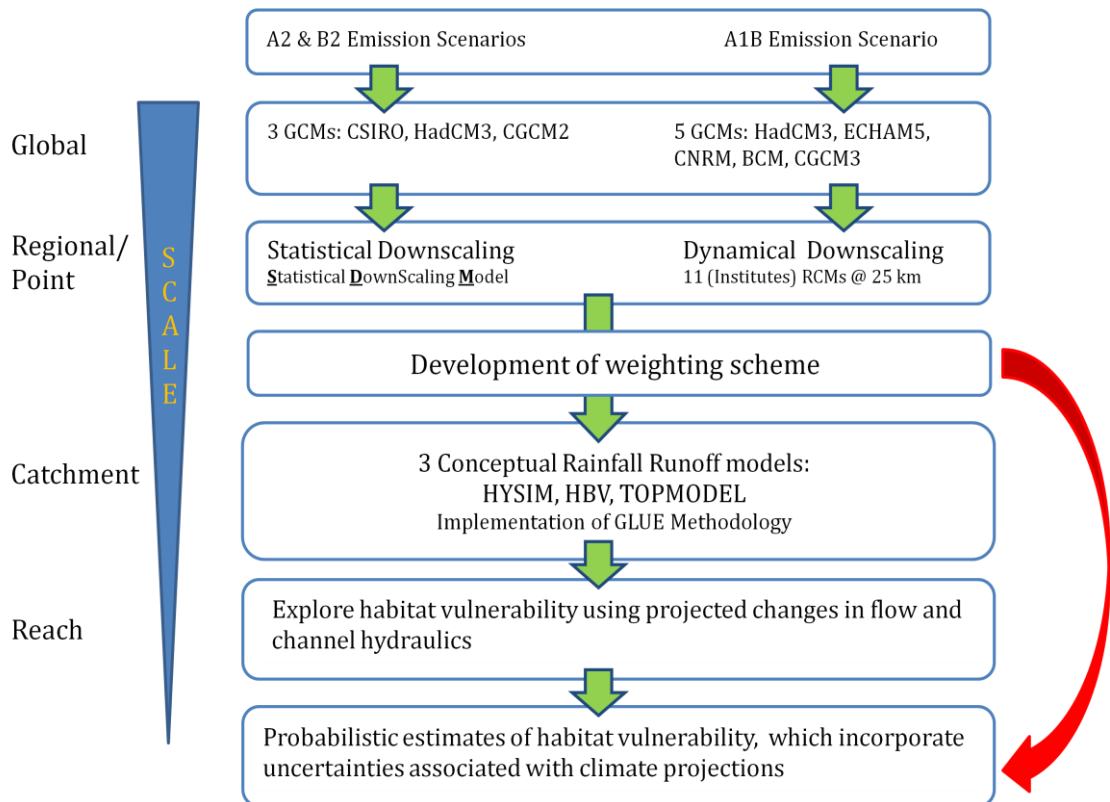 A2 & B2 Emission Scenarios
A1B Emission Scenario
Global
3 GCMs: CSIRO, HadCM3, CGCM2
5 GCMs: HadCM3, ECHAM5,
CNRM, BCM, CGCM3
Regional/
Point
Statistical Downscaling
Statistical DownScaling Model
Dynamical Downscaling
11 (Institutes) RCMs @ 25 km
S
C
A
L
E
Development of weighting scheme
Catchment
3 Conceptual Rainfall Runoff models:
HYSIM, HBV, TOPMODEL
Implementation of GLUE Methodology
Reach
Explore habitat vulnerability using projected changes in flow and
channel hydraulics
Probabilistic estimates of habitat vulnerability, which incorporate
uncertainties associated with climate projections